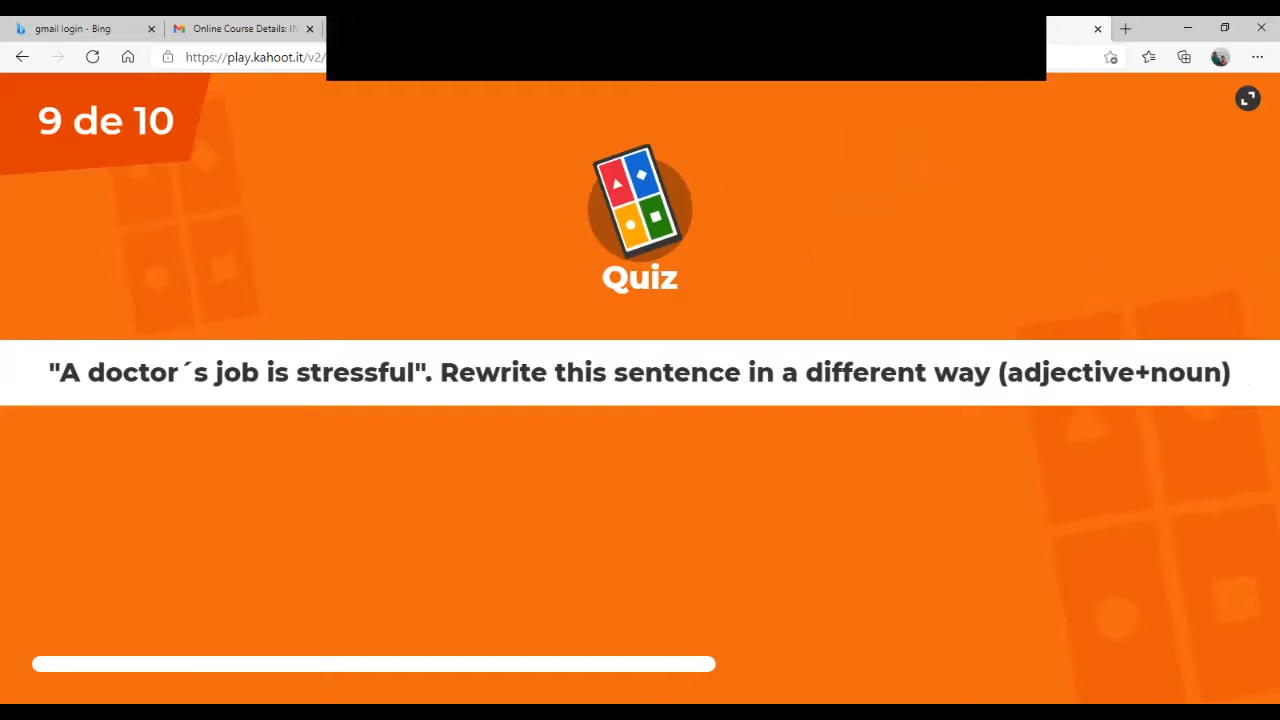 gmail login - Bing
Online Course Details: IN
https://play.kahoot.it/v2/
9 de 10
Quiz
"A doctor´s job is stressful". Rewrite this sentence in a different way (adjective+noun)